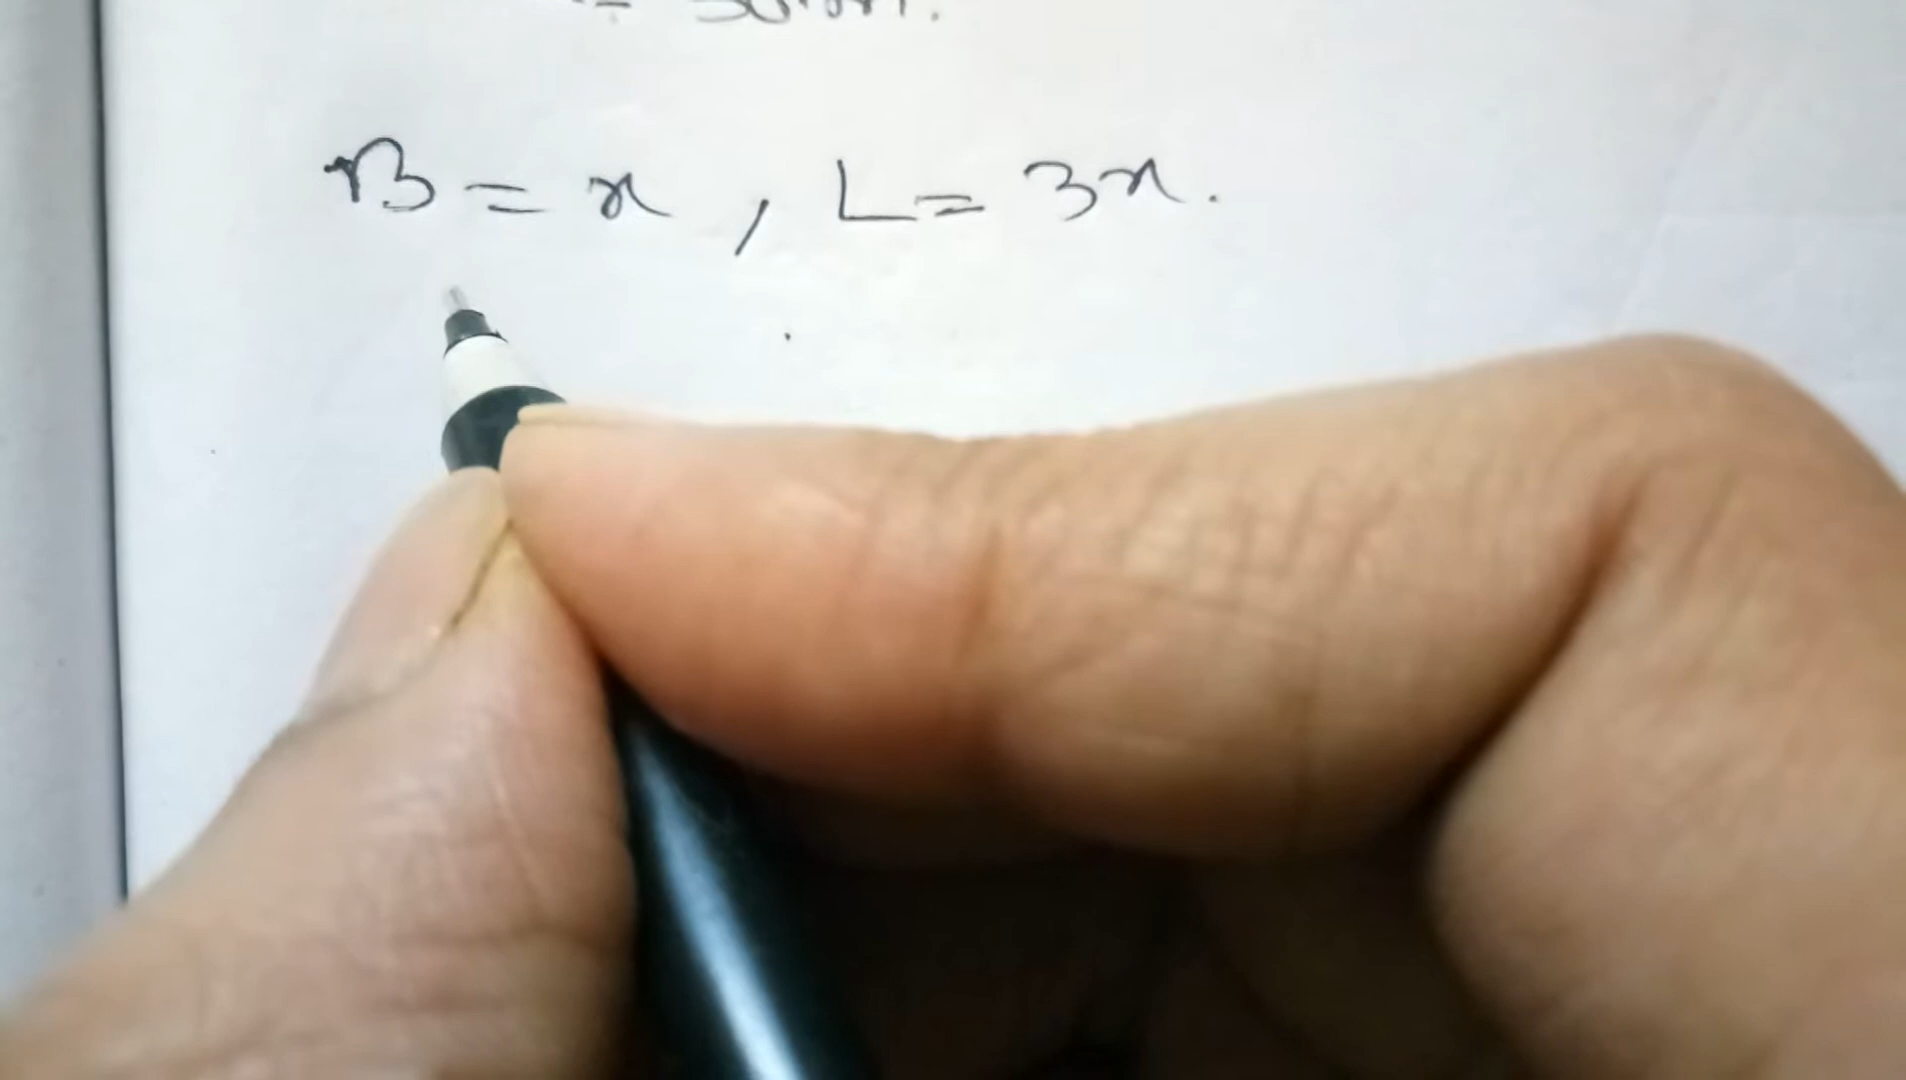 B = x , L = 3x.